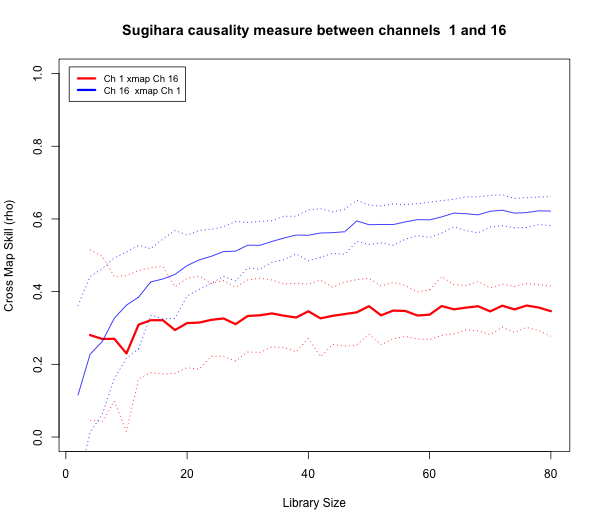 Sugihara causality measure between channels  1 and 16
Ch 1 xmap Ch 16
Ch 16  xmap Ch 1
Cross Map Skill (rho)
1.0
0.8
0.6
0.4
0.2
0.0
0 20 40 60 80
Library Size